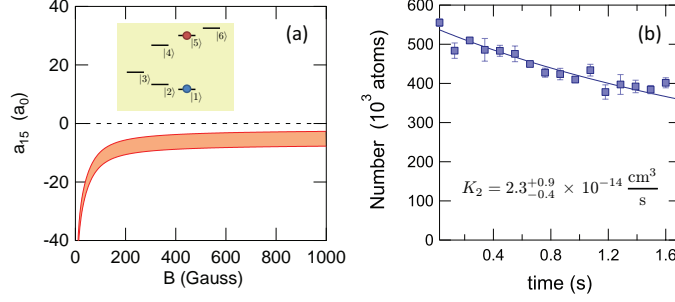 (a)
|6⟩
|5⟩
|4⟩
|3⟩
|2⟩
|1⟩
a₁₅ (a₀)
40
20
0
-20
-40
0 200 400 600 800 1000
B (Gauss)
(b)
Number (10³ atoms)
600
500
400
300
200
100
0
K₂ = 2.3⁺⁰·⁹₋₀.₄ × 10⁻¹⁴ cm³/s
0.4 0.8 1.2 1.6
time (s)